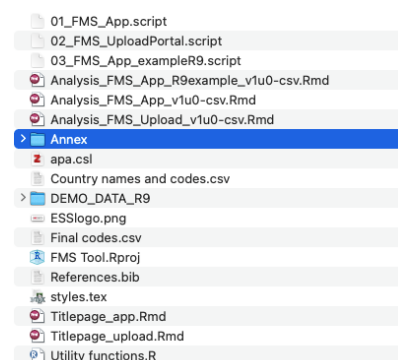 01_FMS_App.script
02_FMS_UploadPortal.script
03_FMS_App_exampleR9.script
Analysis_FMS_App_R9example_v1u0-csv.Rmd
Analysis_FMS_App_v1u0-csv.Rmd
Analysis_FMS_Upload_v1u0-csv.Rmd
Annex
apa.csl
Country names and codes.csv
DEMO_DATA_R9
ESSlogo.png
Final codes.csv
FMS Tool.Rproj
References.bib
styles.tex
Titlepage_app.Rmd
Titlepage_upload.Rmd
Utility functions.R